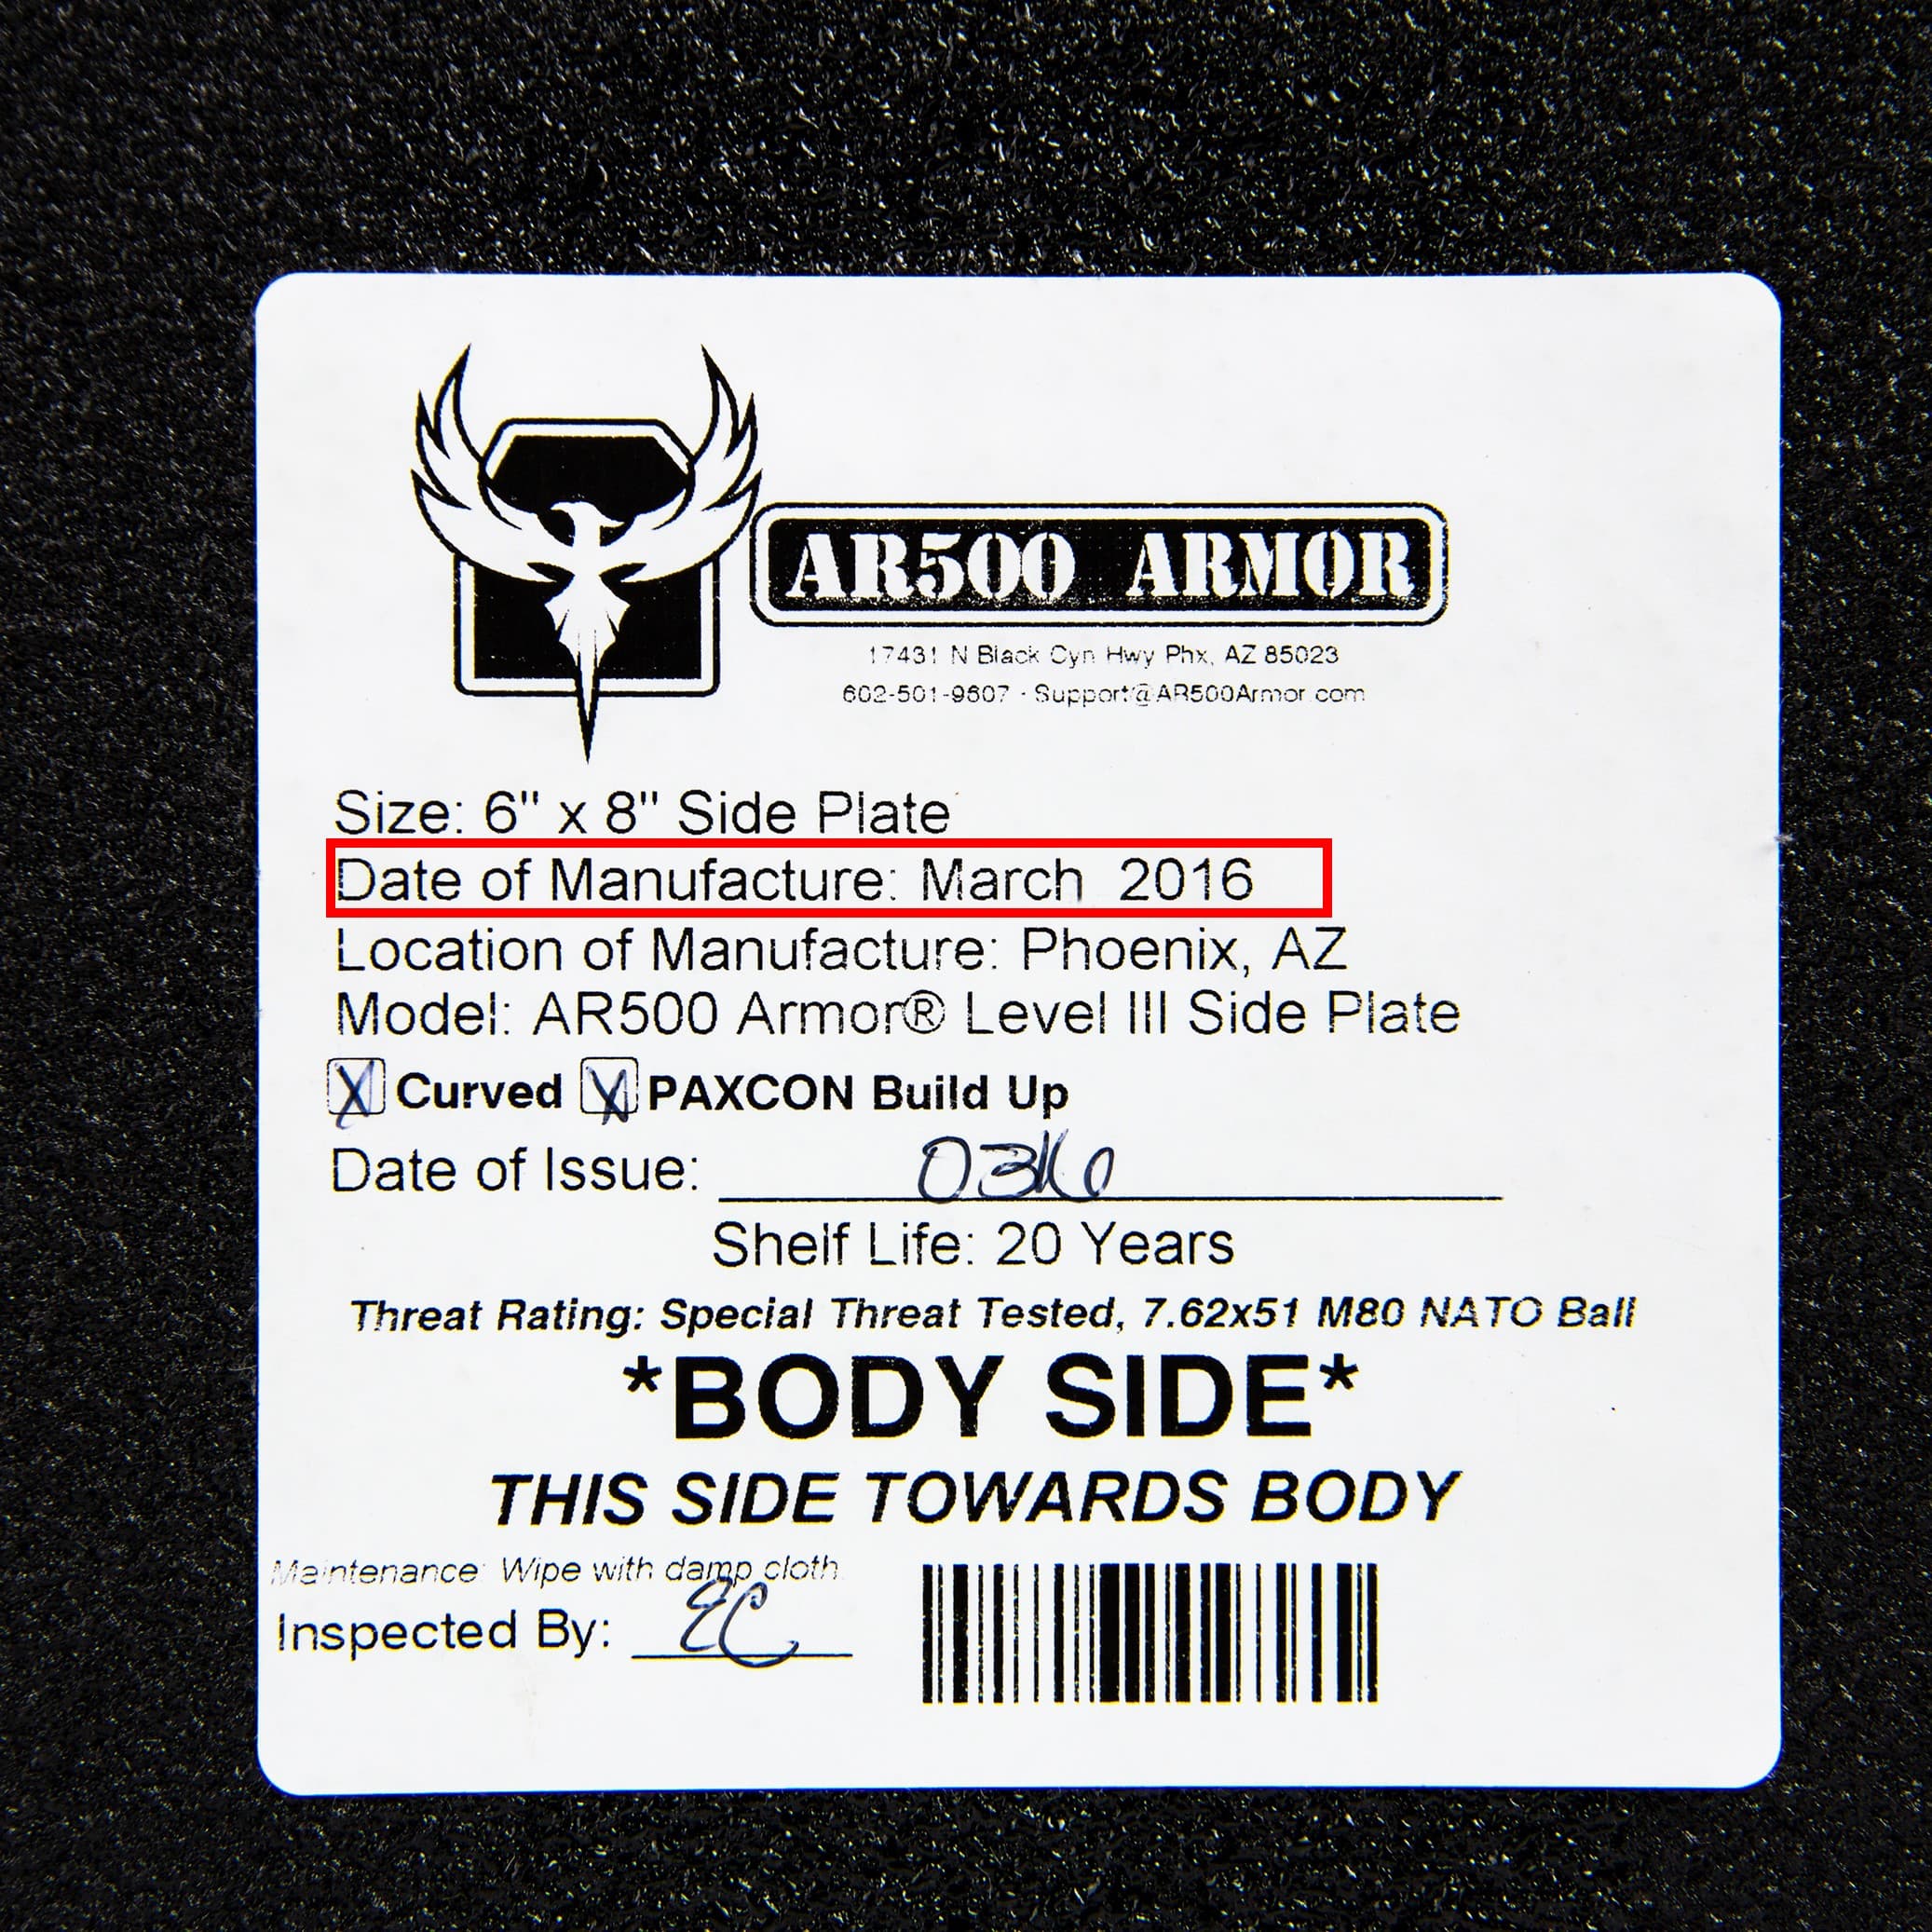 AR500 ARMOR
17431 N Black Cyn Hwy Phx, AZ 85023
602-501-9607 - Support@AR500Armor.com
Size: 6" x 8" Side Plate
Date of Manufacture: March 2016
Location of Manufacture: Phoenix, AZ
Model: AR500 Armor® Level III Side Plate
X Curved X PAXCON Build Up
Date of Issue: 0316
Shelf Life: 20 Years
Threat Rating: Special Threat Tested, 7.62x51 M80 NATO Ball
*BODY SIDE*
THIS SIDE TOWARDS BODY
Maintenance: Wipe with damp cloth.
Inspected By: EC